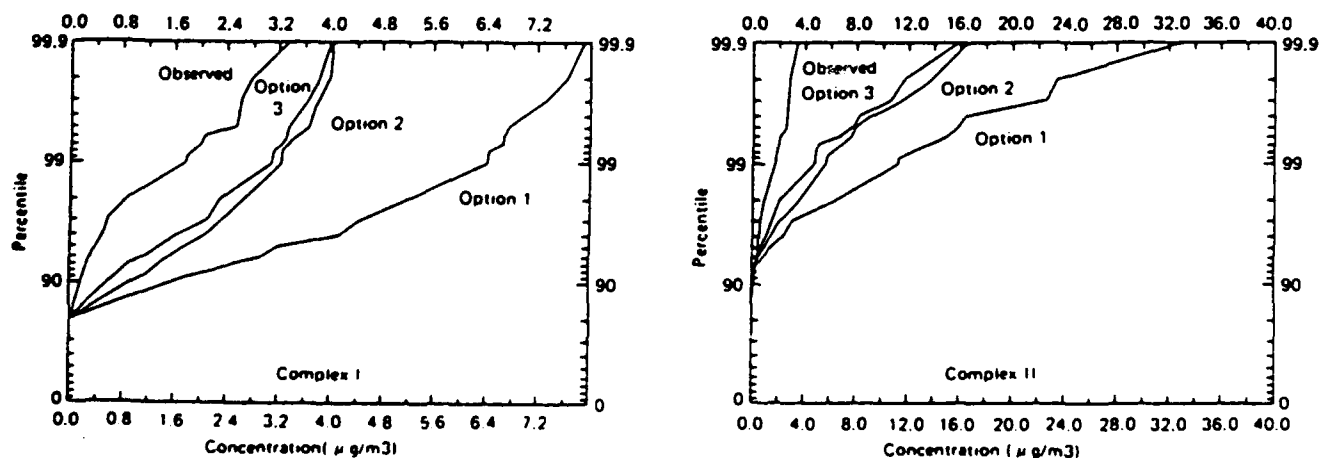 0.0 0.8 1.6 2.4 3.2 4.0 4.8 5.6 6.4 7.2
99.9 99.9
Observed
Option
3
Option 2
99 99
Option 1
Percentile
90 90
Complex I
0 0
0.0 0.8 1.6 2.4 3.2 4.0 4.8 5.6 6.4 7.2
Concentration( μ g/m3)
0.0 4.0 8.0 12.0 16.0 20.0 24.0 28.0 32.0 36.0 40.0
99.9 99.9
Observed
Option 3
Option 2
Option 1
99 99
Percentile
90 90
Complex II
0 0
0.0 4.0 8.0 12.0 16.0 20.0 24.0 28.0 32.0 36.0 40.0
Concentration ( μ g/m3)